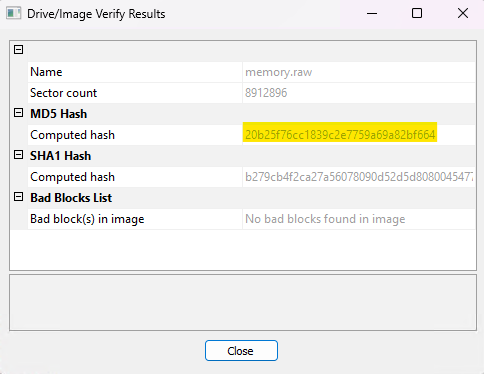 Drive/Image Verify Results
Name memory.raw
Sector count 8912896
MD5 Hash
Computed hash 20b25f76cc1839c2e7759a69a82bf664
SHA1 Hash
Computed hash b279cb4f2ca27a56078090d52d5d8080045477
Bad Blocks List
Bad block(s) in image No bad blocks found in image
Close